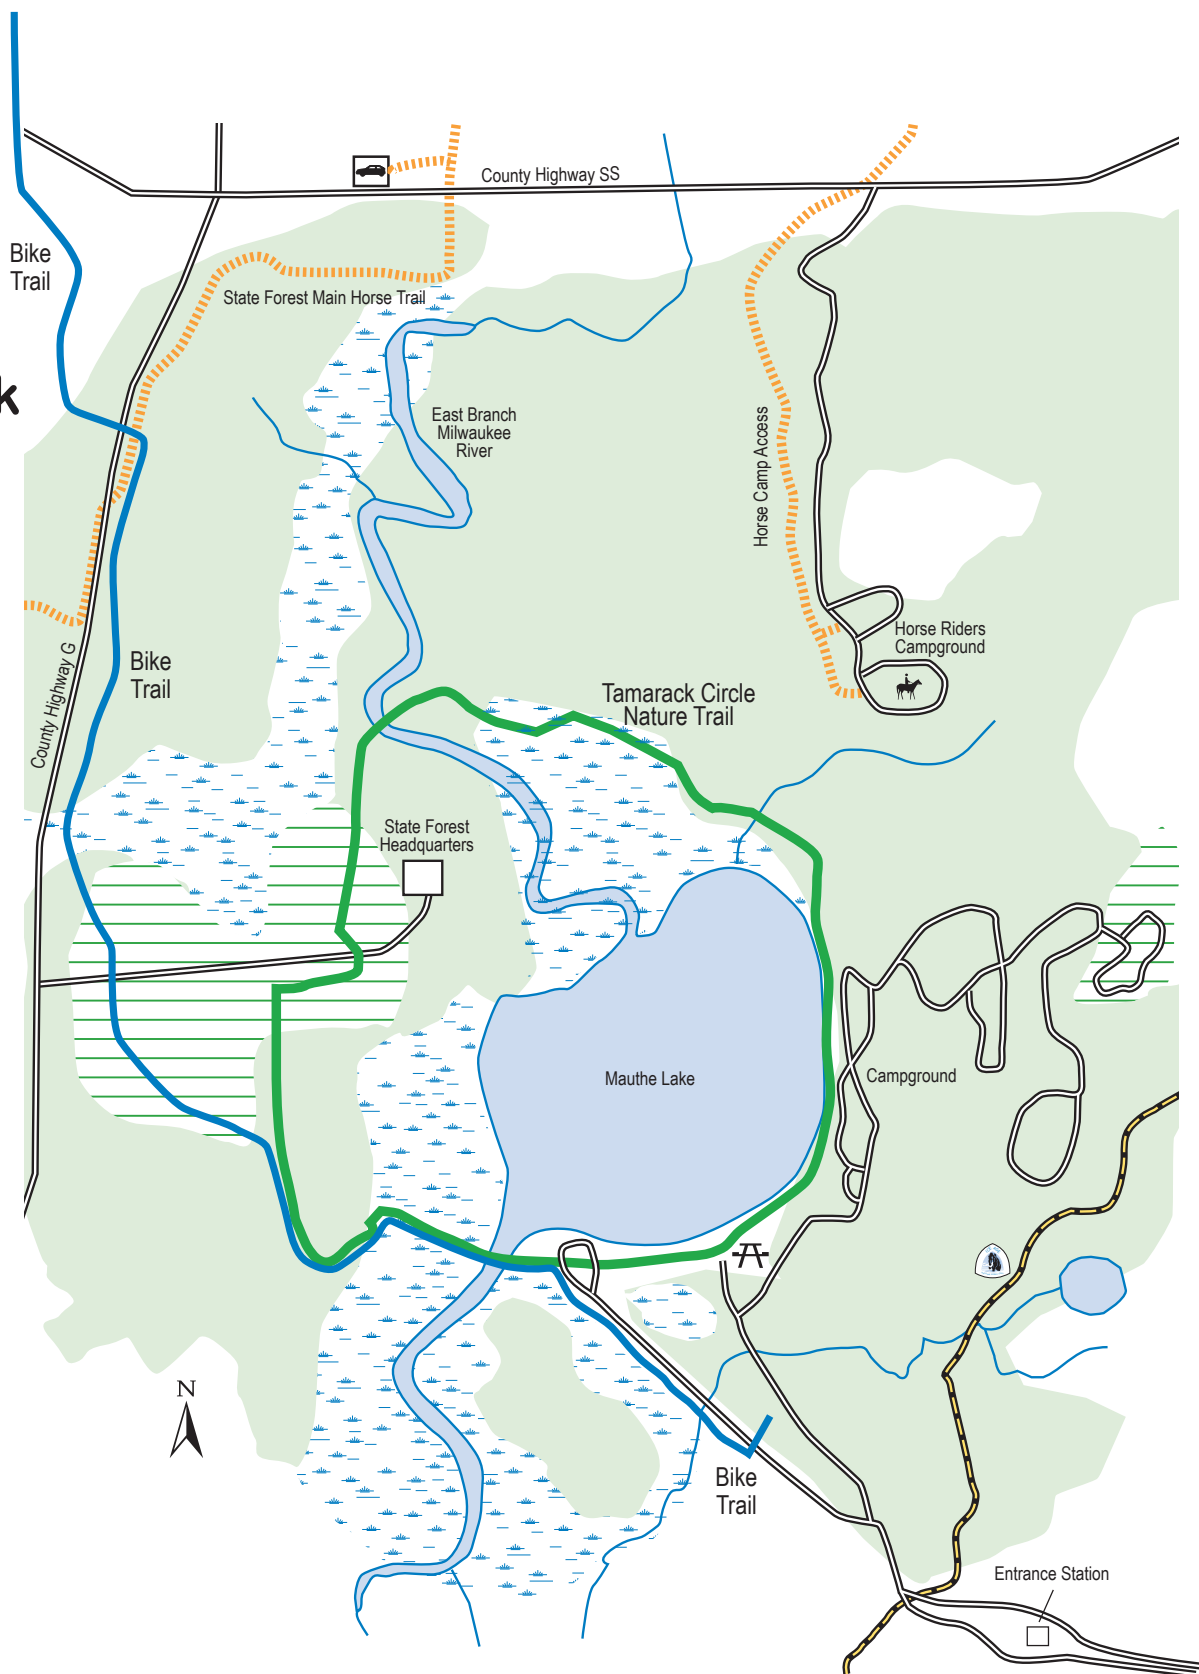 County Highway SS
Bike
Trail
State Forest Main Horse Trail
k
East Branch
Milwaukee
River
Horse Camp Access
Horse Riders
Campground
County Highway G
Bike
Trail
Tamarack Circle
Nature Trail
State Forest
Headquarters
Mauthe Lake
Campground
N
Bike
Trail
Entrance Station